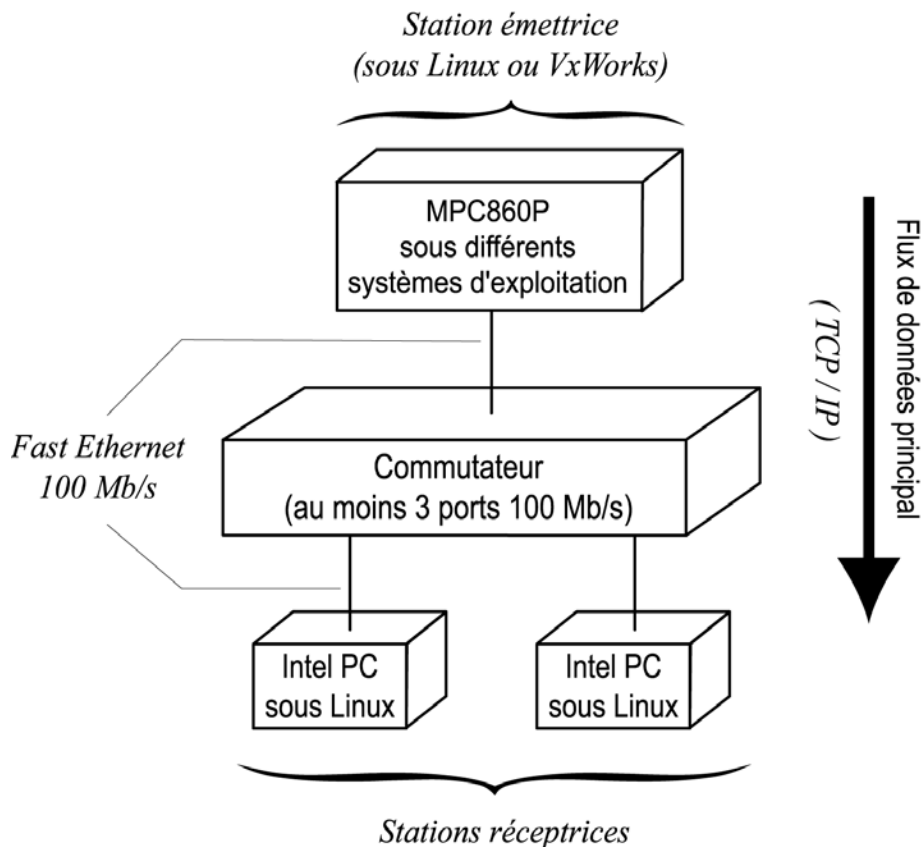 Station émettrice
(sous Linux ou VxWorks)
MPC860P
sous différents
systèmes d'exploitation
Flux de données principal
( TCP / IP )
Fast Ethernet
100 Mb/s
Commutateur
(au moins 3 ports 100 Mb/s)
Intel PC
sous Linux
Intel PC
sous Linux
Stations réceptrices